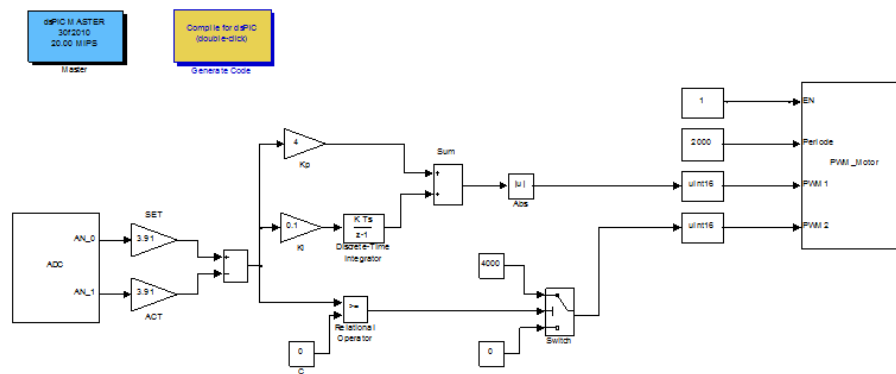 dsPIC MASTER
30f2010
20.00 MIPS
Master
Compile for dsPIC
(double-click)
Generate Code
1
EN
2000
Periode
PWM_Motor
uint16
PWM 1
uint16
PWM 2
4
Kp
Sum
+
+
|u|
Abs
0.1
KI
K Ts
z-1
Discrete-Time
Integrator
SET
ADC
AN_0
3.91
+
-
AN_1
3.91
ACT
4000
>=
Relational
Operator
0
C
0
Switch